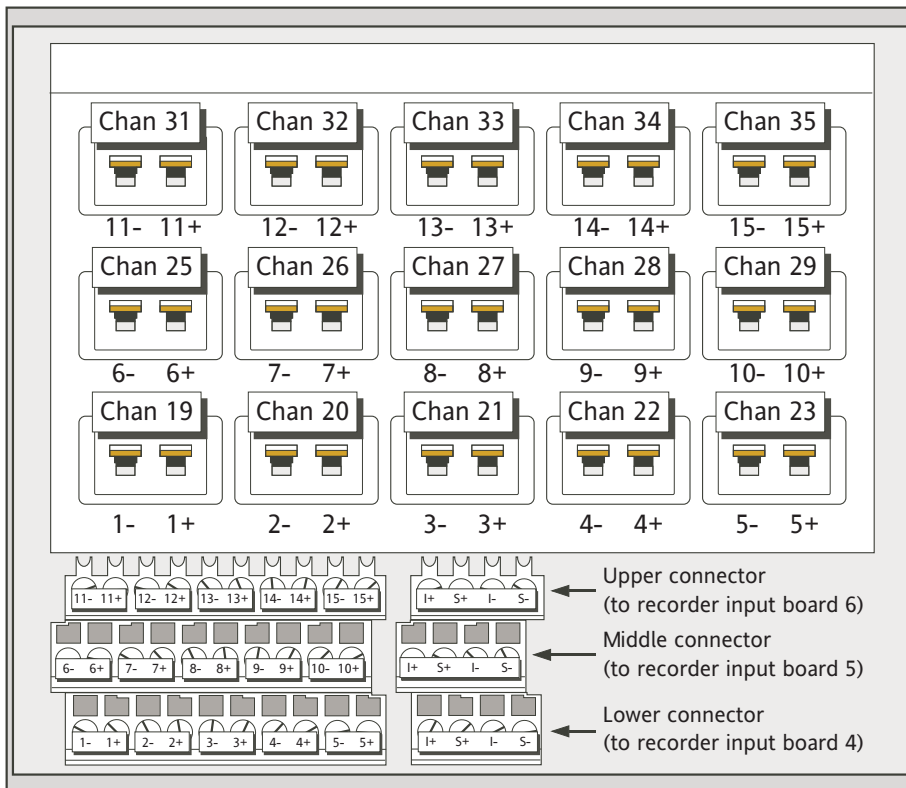 Chan 31 Chan 32 Chan 33 Chan 34 Chan 35
11- 11+ 12- 12+ 13- 13+ 14- 14+ 15- 15+
Chan 25 Chan 26 Chan 27 Chan 28 Chan 29
6- 6+ 7- 7+ 8- 8+ 9- 9+ 10- 10+
Chan 19 Chan 20 Chan 21 Chan 22 Chan 23
1- 1+ 2- 2+ 3- 3+ 4- 4+ 5- 5+
11- 11+ 12- 12+ 13- 13+ 14- 14+ 15- 15+ I+ S+ I- S-
Upper connector
(to recorder input board 6)
6- 6+ 7- 7+ 8- 8+ 9- 9+ 10- 10+ I+ S+ I- S-
Middle connector
(to recorder input board 5)
1- 1+ 2- 2+ 3- 3+ 4- 4+ 5- 5+ I+ S+ I- S-
Lower connector
(to recorder input board 4)